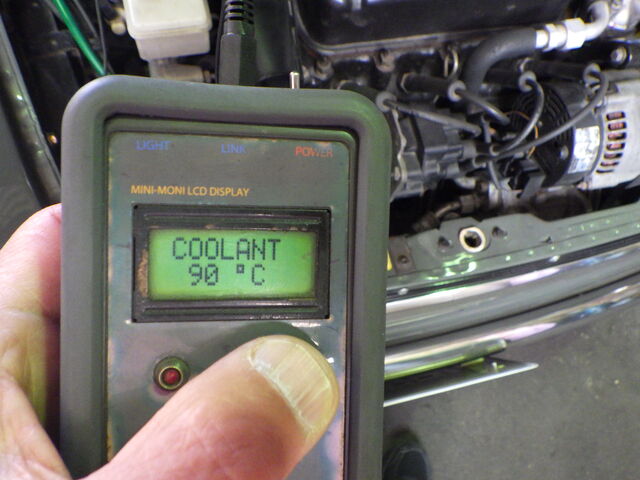 LIGHT LINK POWER
MINI-MONI LCD DISPLAY
COOLANT
90 °C